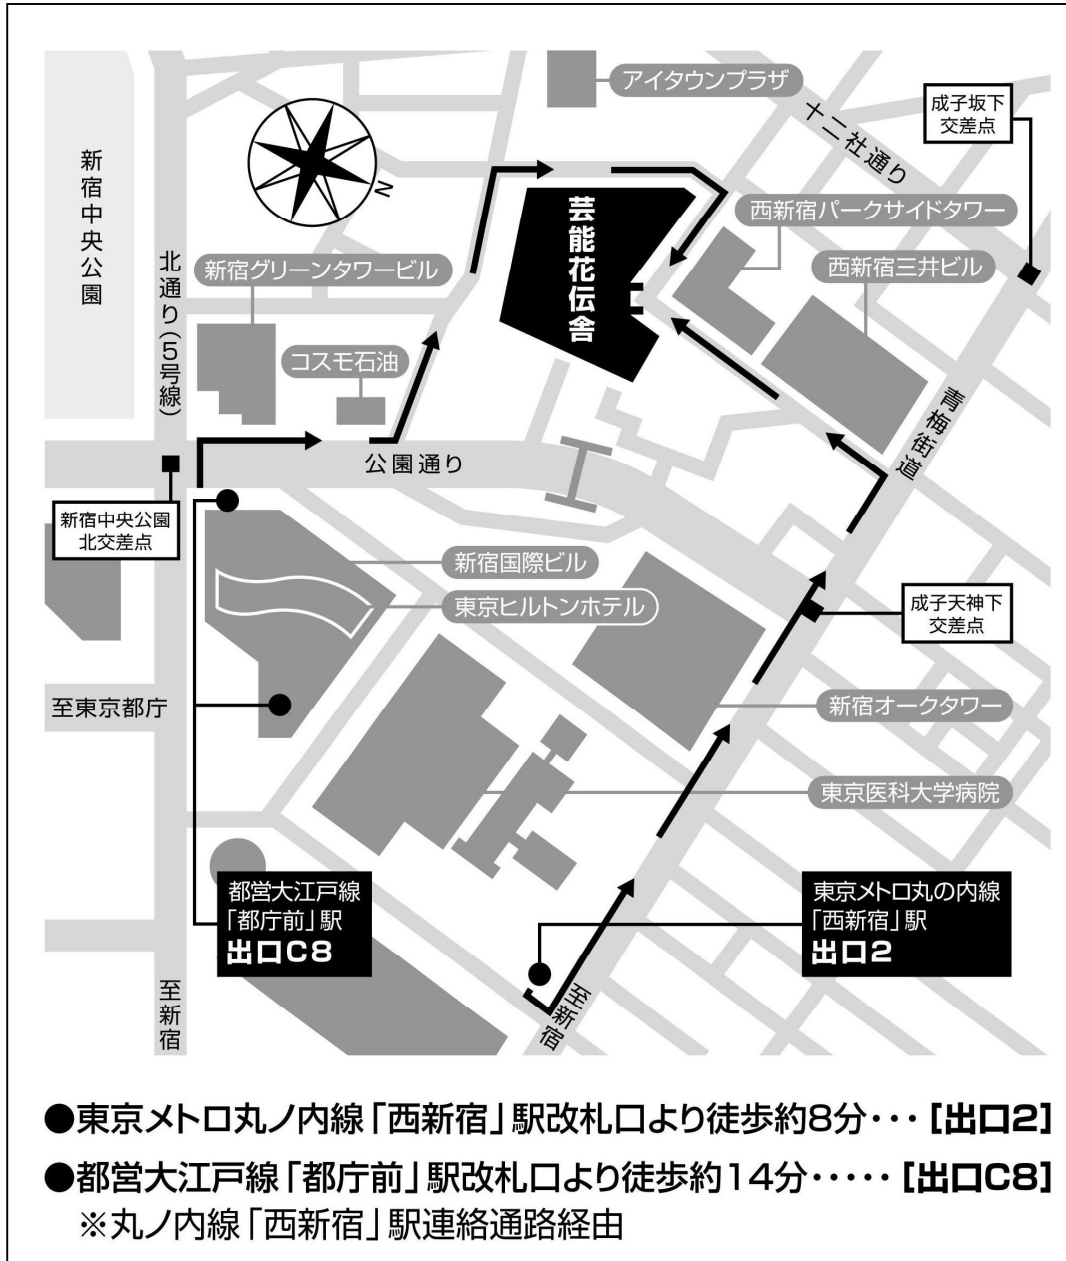 アイタウンプラザ
成子坂下
交差点
十二社通り
新宿中央公園
N
芸能花伝舎
西新宿パークサイドタワー
北通り(5号線)
新宿グリーンタワービル
西新宿三井ビル
コスモ石油
青梅街道
公園通り
新宿中央公園
北交差点
新宿国際ビル
東京ヒルトンホテル
成子天神下
交差点
至東京都庁
新宿オークタワー
東京医科大学病院
都営大江戸線
「都庁前」駅
出口C8
東京メトロ丸の内線
「西新宿」駅
出口2
至新宿
至新宿
●東京メトロ丸ノ内線「西新宿」駅改札口より徒歩約8分・・・[出口2]
●都営大江戸線「都庁前」駅改札口より徒歩約14分・・・・・[出口C8]
※丸ノ内線「西新宿」駅連絡通路経由